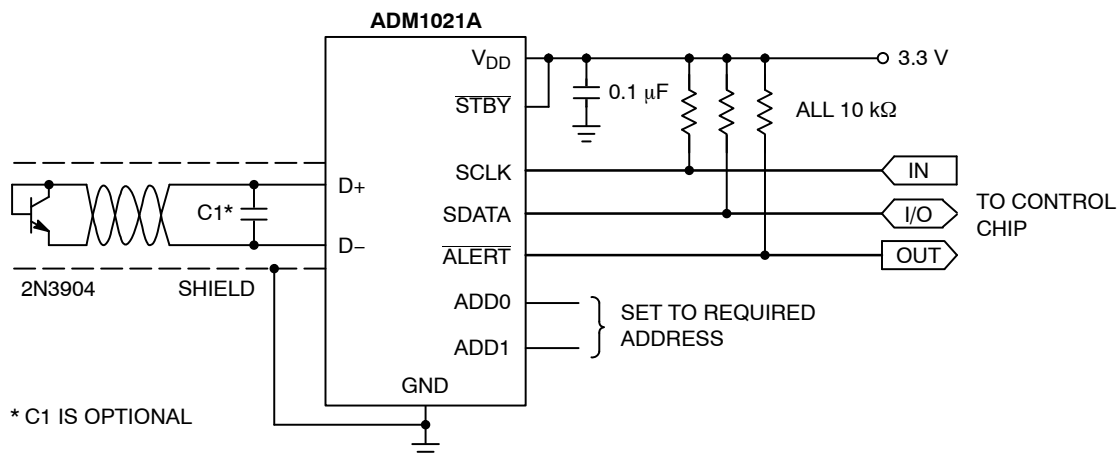 ADM1021A
V_DD
3.3 V
STBY
0.1 μF
ALL 10 kΩ
SCLK
IN
D+
C1*
SDATA
I/O
TO CONTROL
CHIP
D−
ALERT
OUT
2N3904
SHIELD
ADD0
SET TO REQUIRED
ADDRESS
ADD1
GND
* C1 IS OPTIONAL